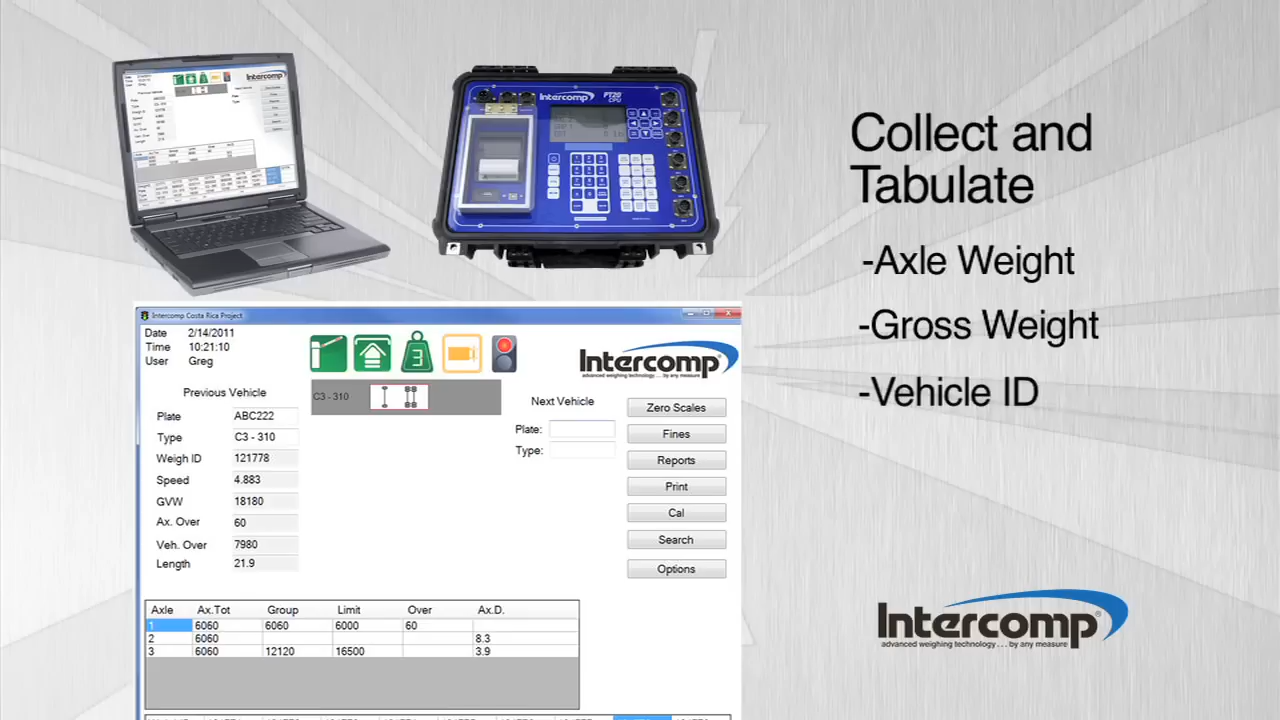 Intercomp
PT20
CPU
Collect and
Tabulate
-Axle Weight
-Gross Weight
-Vehicle ID
Intercomp Costa Rica Project
Date 2/14/2011
Time 10:21:10
User Greg
3
Intercomp
advanced weighing technology... by any measure
Previous Vehicle
C3 - 310
Next Vehicle
Plate ABC222
Type C3 - 310
Weigh ID 121778
Speed 4.883
GVW 18180
Ax. Over 60
Veh. Over 7980
Length 21.9
Plate:
Type:
Zero Scales
Fines
Reports
Print
Cal
Search
Options
Axle Ax.Tot Group Limit Over Ax.D.
1 6060 6060 6000 60
2 6060 8.3
3 6060 12120 16500 3.9
Intercomp
advanced weighing technology... by any measure